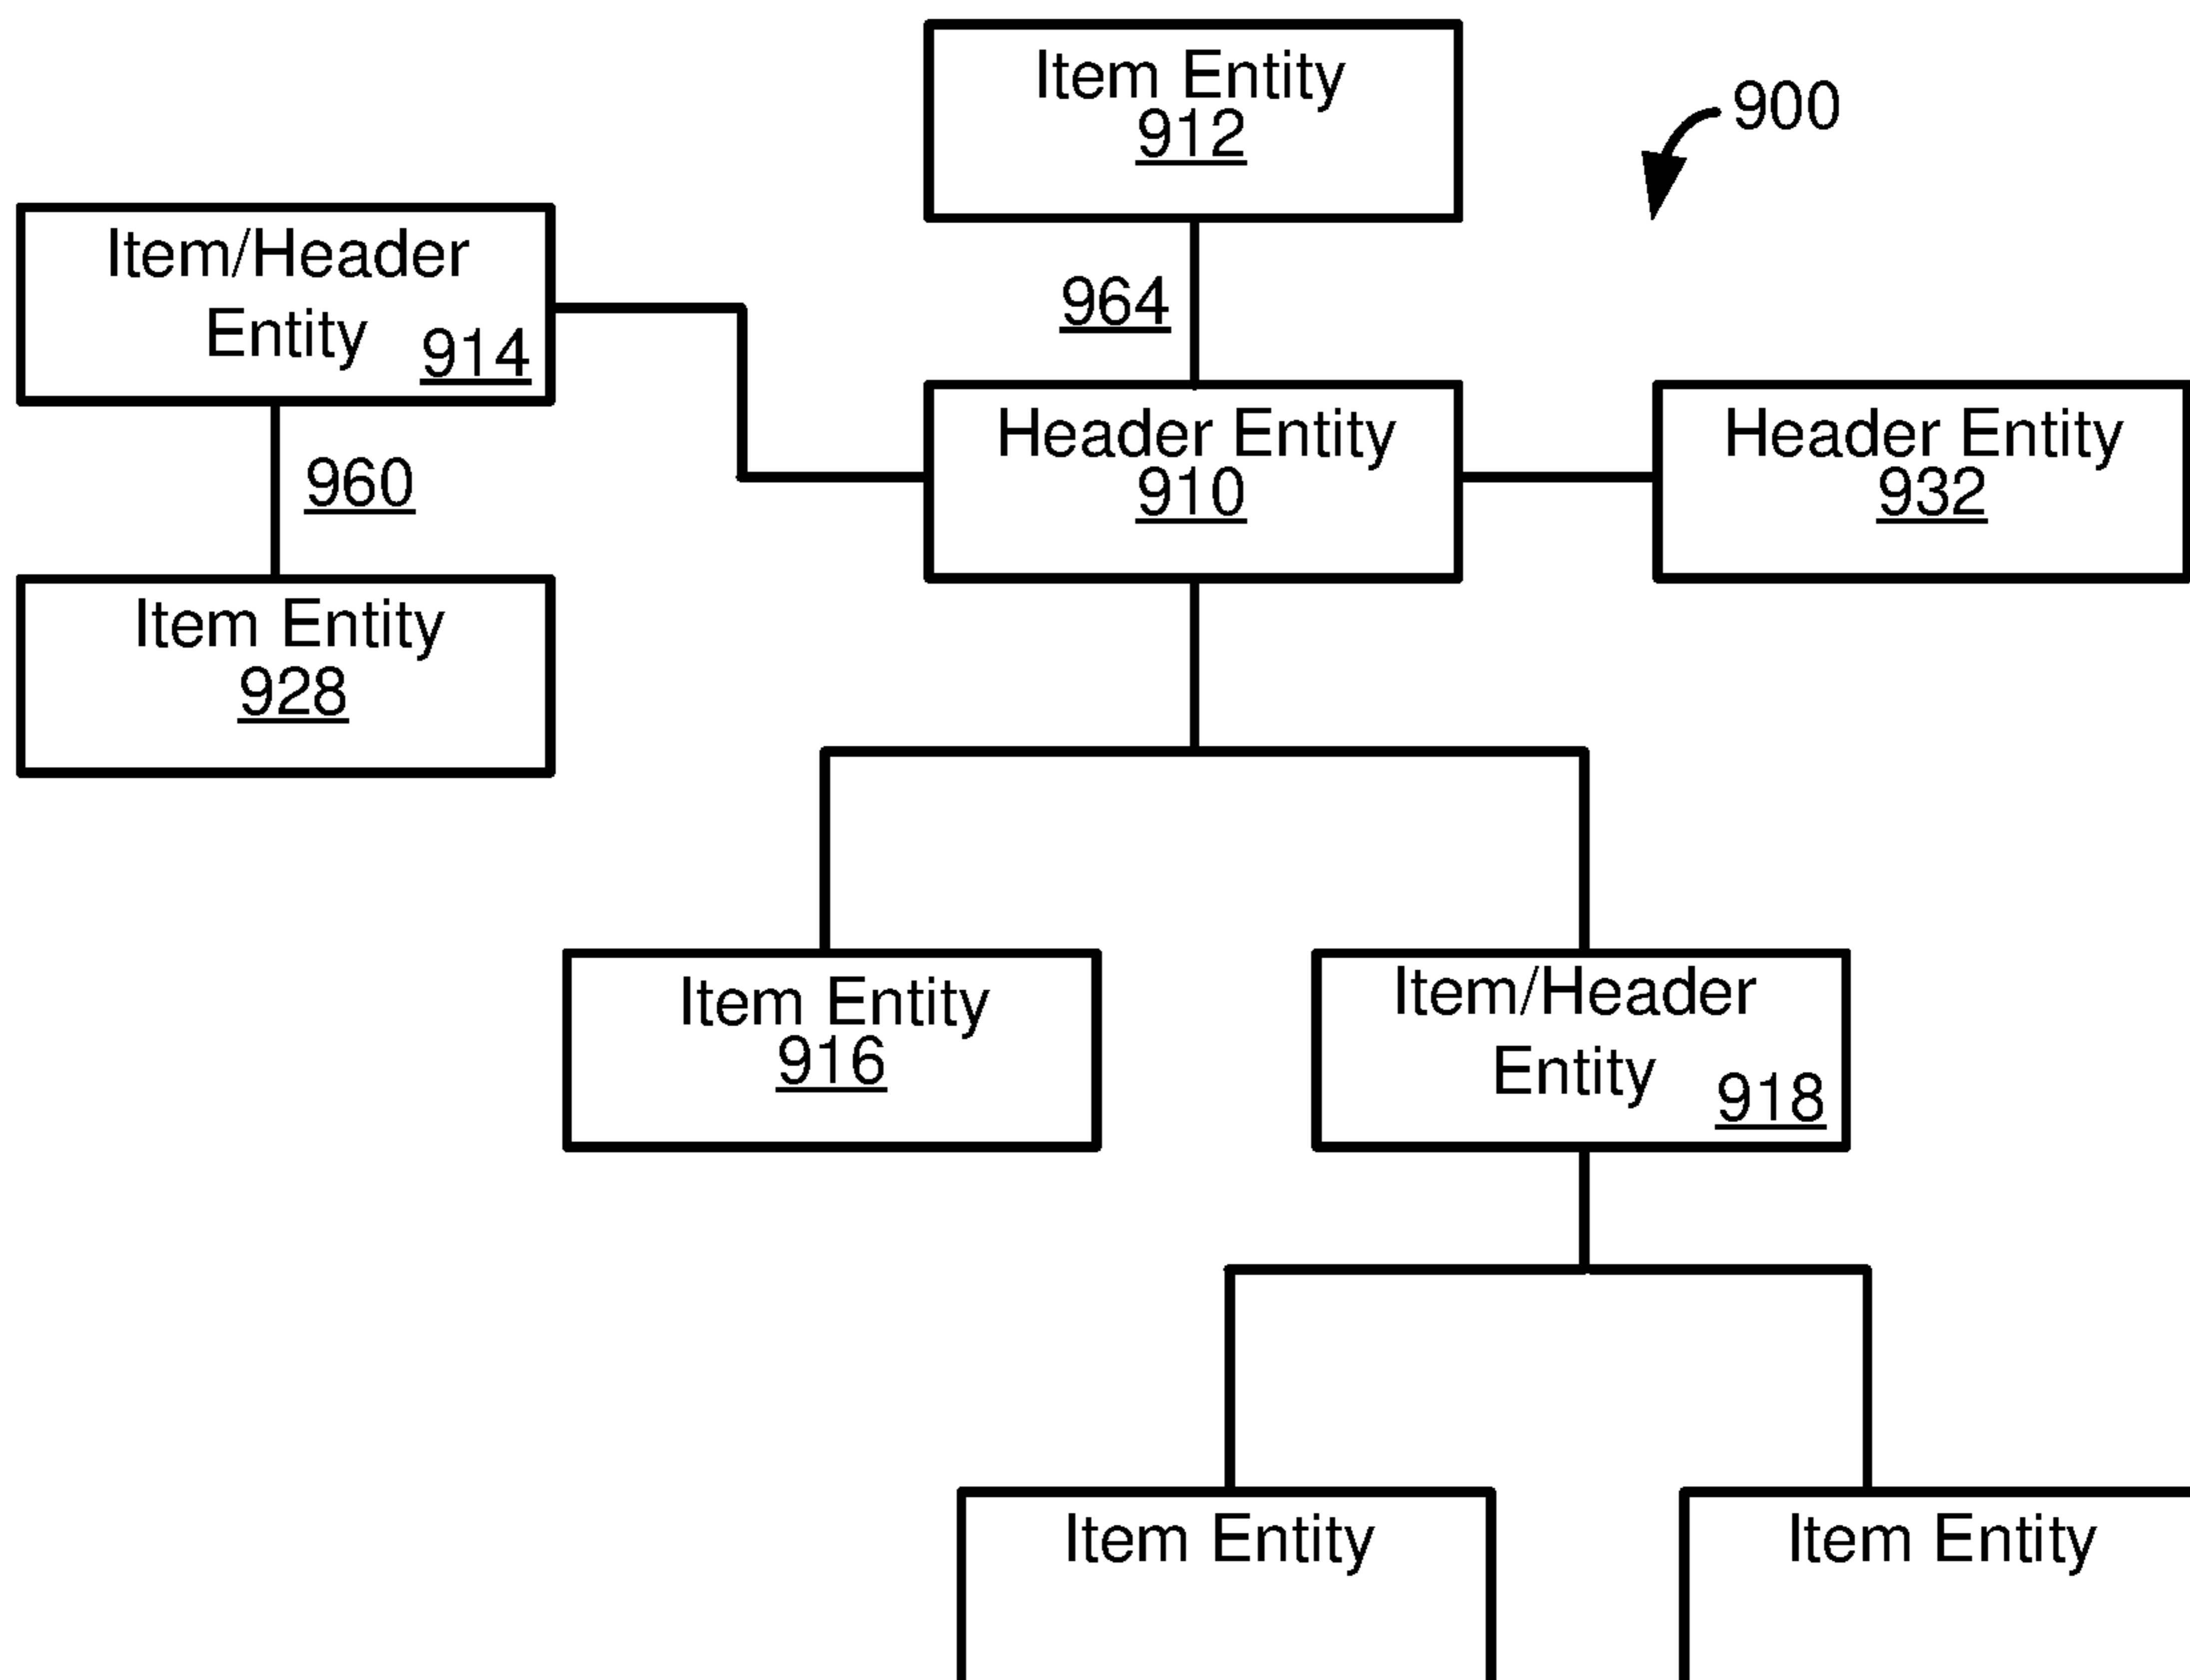 Item Entity
912
900
Item/Header
Entity
914
964
Header Entity
910
Header Entity
932
960
Item Entity
928
Item Entity
916
Item/Header
Entity
918
Item Entity
Item Entity